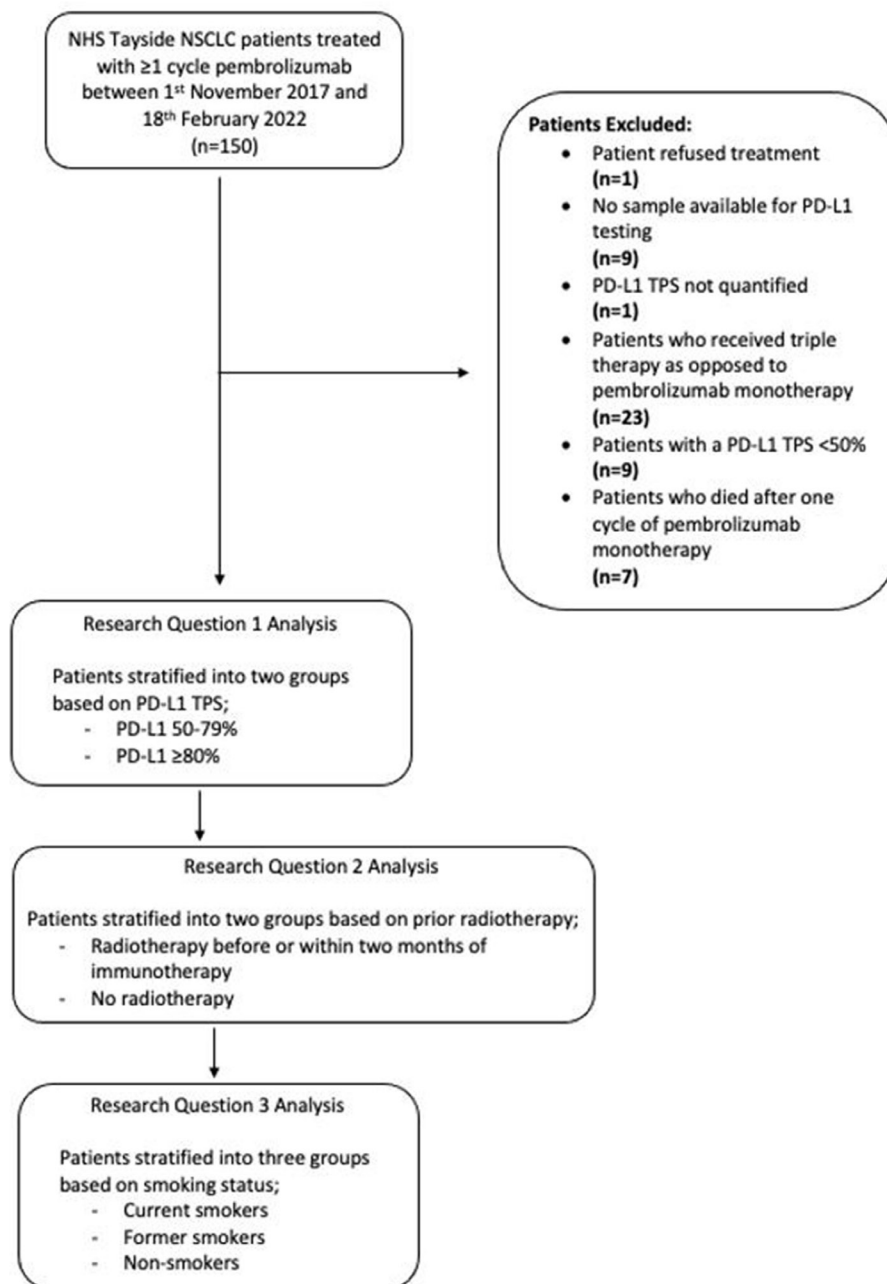 NHS Tayside NSCLC patients treated
with ≥1 cycle pembrolizumab
between 1st November 2017 and
18th February 2022
(n=150)
Patients Excluded:
• Patient refused treatment
(n=1)
• No sample available for PD-L1
testing
(n=9)
• PD-L1 TPS not quantified
(n=1)
• Patients who received triple
therapy as opposed to
pembrolizumab monotherapy
(n=23)
• Patients with a PD-L1 TPS <50%
(n=9)
• Patients who died after one
cycle of pembrolizumab
monotherapy
(n=7)
Research Question 1 Analysis
Patients stratified into two groups
based on PD-L1 TPS;
- PD-L1 50-79%
- PD-L1 ≥80%
Research Question 2 Analysis
Patients stratified into two groups based on prior radiotherapy;
- Radiotherapy before or within two months of
immunotherapy
- No radiotherapy
Research Question 3 Analysis
Patients stratified into three groups
based on smoking status;
- Current smokers
- Former smokers
- Non-smokers